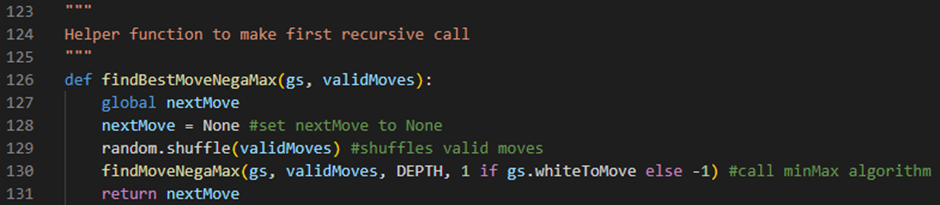 123 """
124 Helper function to make first recursive call
125 """
126 def findBestMoveNegaMax(gs, validMoves):
127     global nextMove
128     nextMove = None #set nextMove to None
129     random.shuffle(validMoves) #shuffles valid moves
130     findMoveNegaMax(gs, validMoves, DEPTH, 1 if gs.whiteToMove else -1) #call minMax algorithm
131     return nextMove